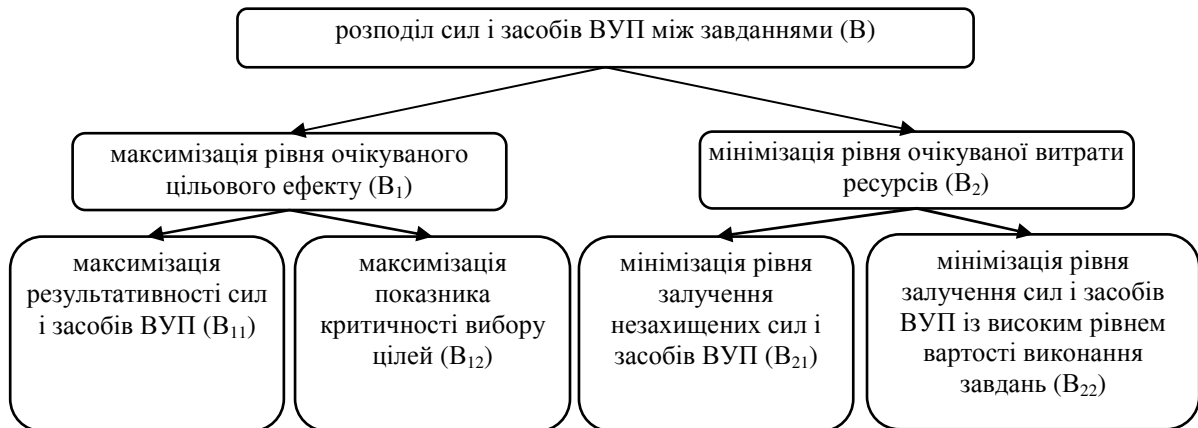 розподіл сил і засобів ВУП між завданнями (В)
максимізація рівня очікуваного
цільового ефекту (В₁)
мінімізація рівня очікуваної витрати
ресурсів (В₂)
максимізація
результативності сил
і засобів ВУП (В₁₁)
максимізація
показника
критичності вибору
цілей (В₁₂)
мінімізація рівня
залучення
незахищених сил і
засобів ВУП (В₂₁)
мінімізація рівня
залучення сил і засобів
ВУП із високим рівнем
вартості виконання
завдань (В₂₂)